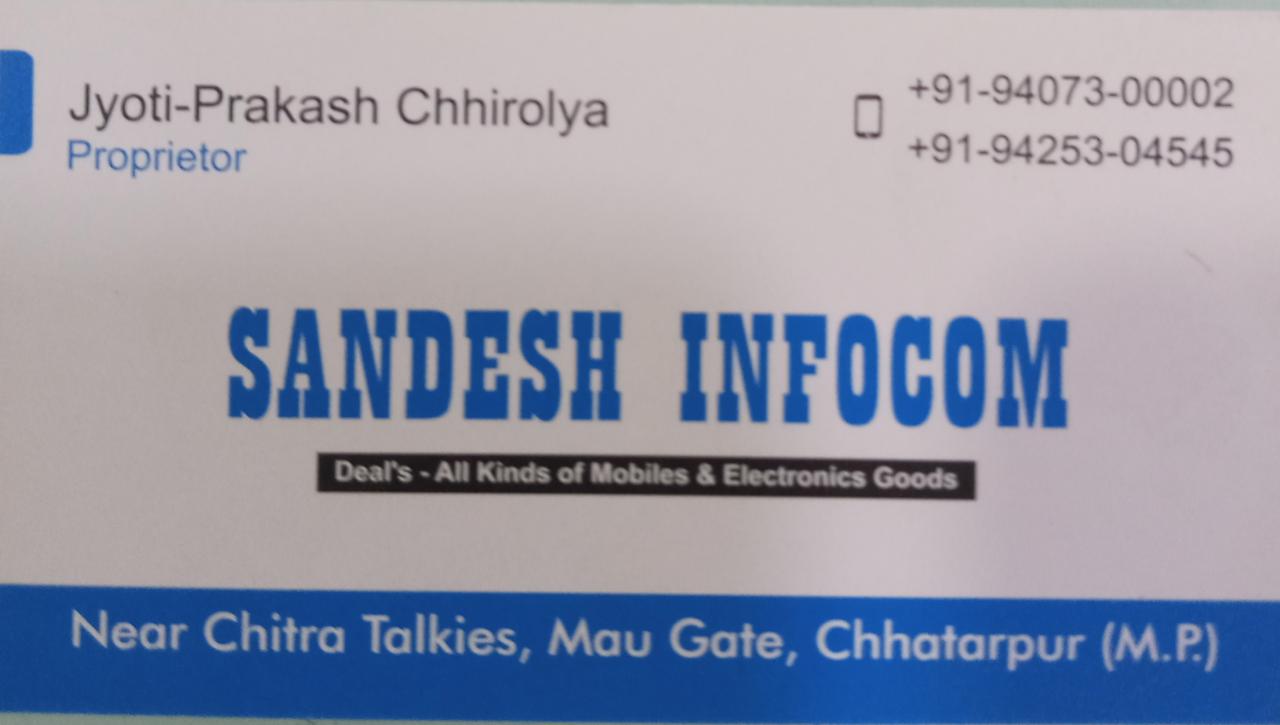 Jyoti-Prakash Chhirolya
Proprietor
+91-94073-00002
+91-94253-04545
SANDESH INFOCOM
Deal's - All Kinds of Mobiles & Electronics Goods
Near Chitra Talkies, Mau Gate, Chhatarpur (M.P.)